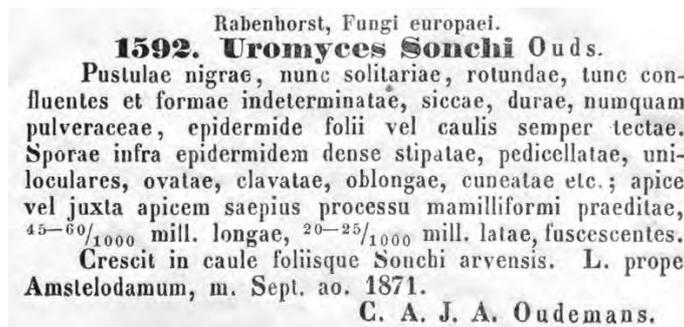 Rabenhorst, Fungi europaei.
1592. Uromyces Sonchi Ouds.
Pustulae nigrae, nunc solitariae, rotundae, tunc con-
fluentes et formae indeterminatae, siccae, durae, numquam
pulveraceae, epidermide folii vel caulis semper tectae.
Sporae infra epidermidem dense stipatae, pedicellatae, uni-
loculares, ovatae, clavatae, oblongae, cuneatae etc.; apice
vel juxta apicem saepius processu mamilliformi praeditae,
45—60/1000 mill. longae, 20—25/1000 mill. latae, fuscescentes.
Crescit in caule foliisque Sonchi arvensis. L. prope
Amstelodamum, m. Sept. ao. 1871.
C. A. J. A. Oudemans.